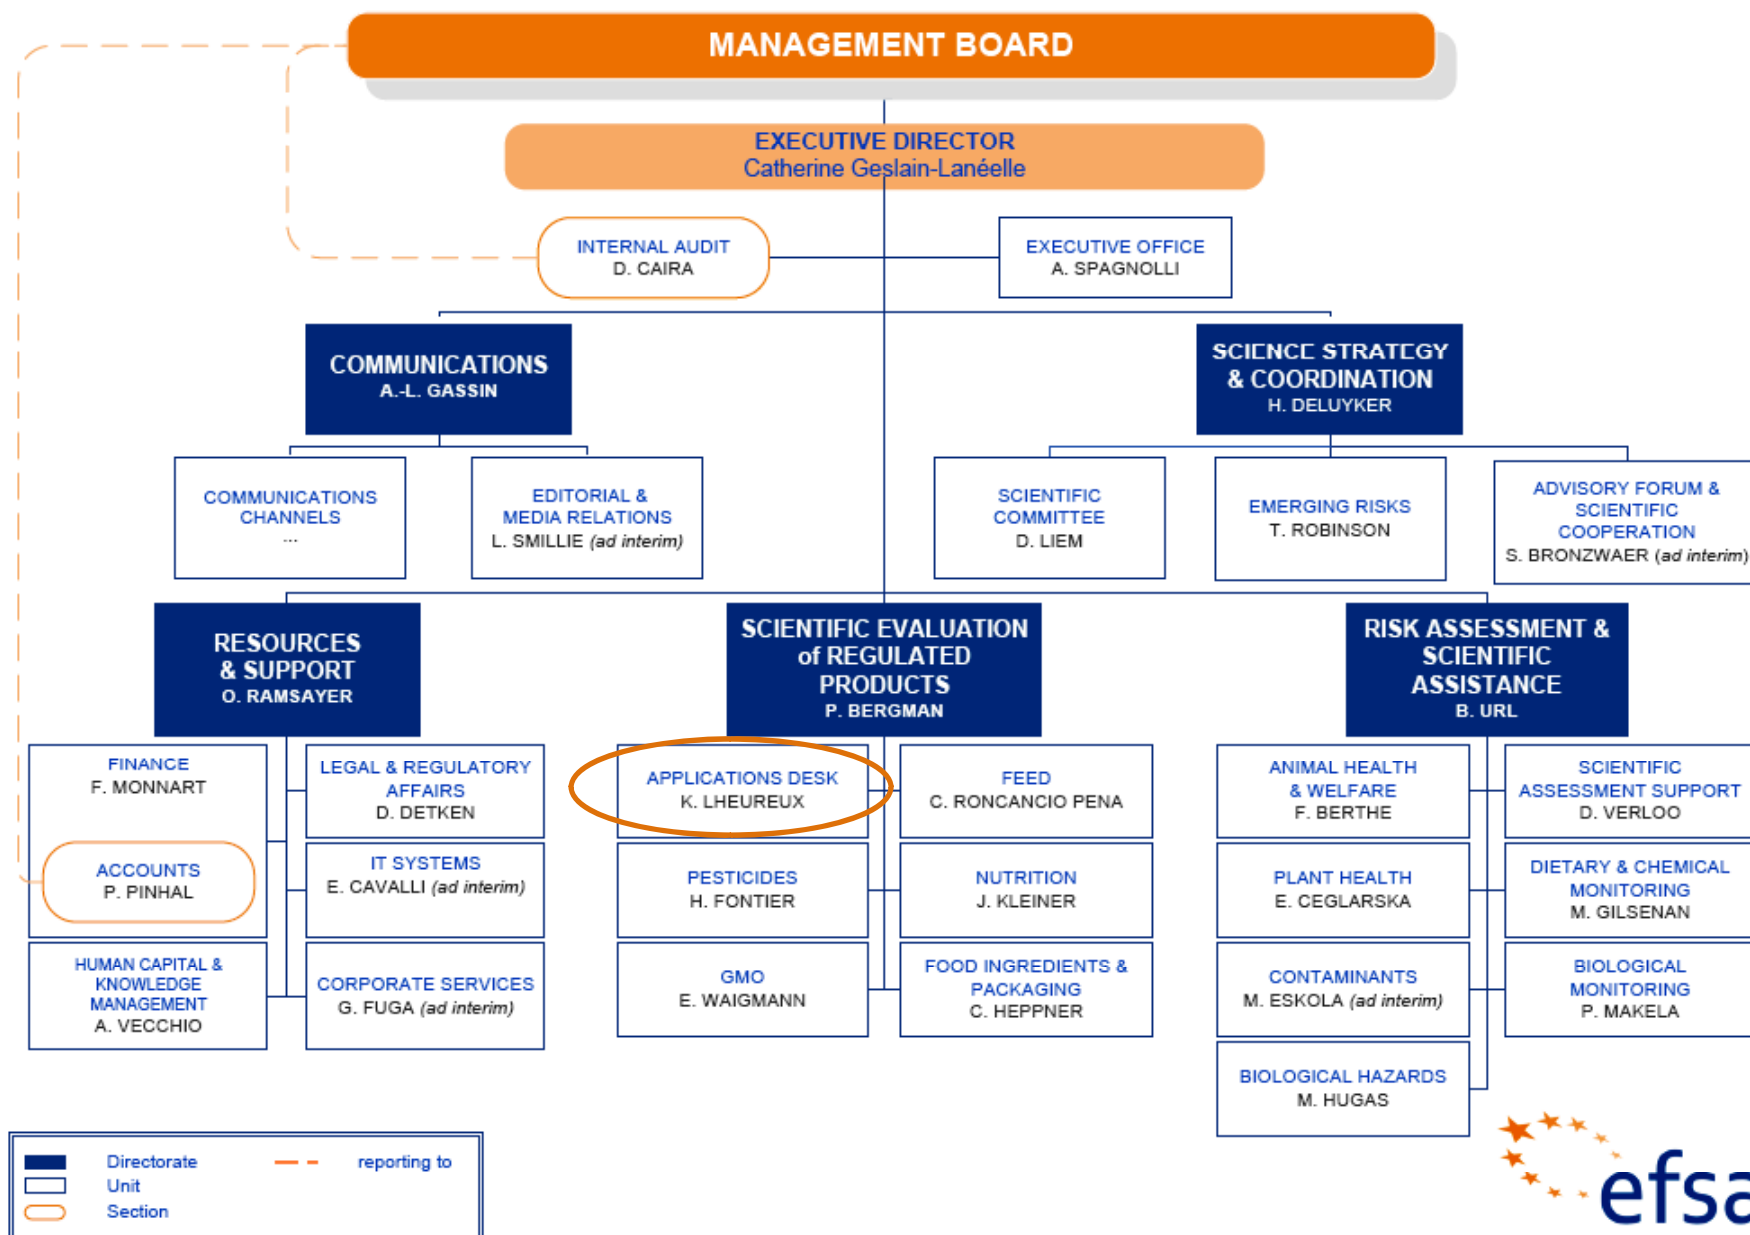 MANAGEMENT BOARD
EXECUTIVE DIRECTOR
Catherine Geslain-Lanéelle
INTERNAL AUDIT
D. CAIRA
EXECUTIVE OFFICE
A. SPAGNOLLI
COMMUNICATIONS
A.-L. GASSIN
SCIENCE STRATEGY
& COORDINATION
H. DELUYKER
COMMUNICATIONS
CHANNELS
...
EDITORIAL &
MEDIA RELATIONS
L. SMILLIE (ad interim)
SCIENTIFIC
COMMITTEE
D. LIEM
EMERGING RISKS
T. ROBINSON
ADVISORY FORUM &
SCIENTIFIC
COOPERATION
S. BRONZWAER (ad interim)
RESOURCES
& SUPPORT
O. RAMSAYER
SCIENTIFIC EVALUATION
of REGULATED
PRODUCTS
P. BERGMAN
RISK ASSESSMENT &
SCIENTIFIC
ASSISTANCE
B. URL
FINANCE
F. MONNART
ACCOUNTS
P. PINHAL
LEGAL & REGULATORY
AFFAIRS
D. DETKEN
IT SYSTEMS
E. CAVALLI (ad interim)
HUMAN CAPITAL &
KNOWLEDGE
MANAGEMENT
A. VECCHIO
CORPORATE SERVICES
G. FUGA (ad interim)
APPLICATIONS DESK
K. LHEUREUX
FEED
C. RONCANCIO PENA
PESTICIDES
H. FONTIER
NUTRITION
J. KLEINER
GMO
E. WAIGMANN
FOOD INGREDIENTS &
PACKAGING
C. HEPPNER
ANIMAL HEALTH
& WELFARE
F. BERTHE
SCIENTIFIC
ASSESSMENT SUPPORT
D. VERLOO
PLANT HEALTH
E. CEGLARSKA
DIETARY & CHEMICAL
MONITORING
M. GILSENAN
CONTAMINANTS
M. ESKOLA (ad interim)
BIOLOGICAL
MONITORING
P. MAKELA
BIOLOGICAL HAZARDS
M. HUGAS
Directorate
reporting to
Unit
Section
efsa